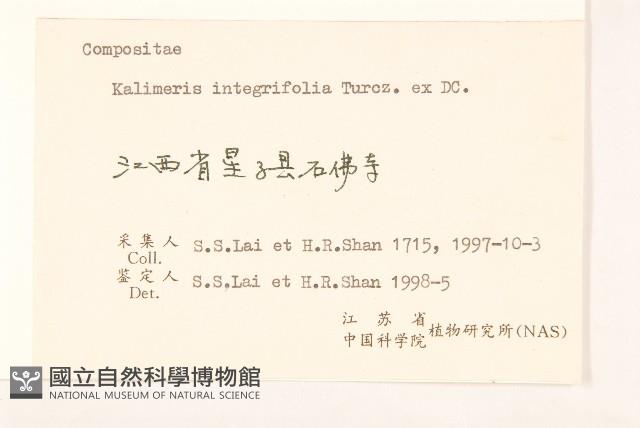 Compositae
Kalimeris integrifolia Turcz. ex DC.
江西省星子县石佛寺
采集人 Coll. S.S.Lai et H.R.Shan 1715, 1997-10-3
鉴定人 Det. S.S.Lai et H.R.Shan 1998-5
江苏省
中国科学院 植物研究所(NAS)
國立自然科學博物館
NATIONAL MUSEUM OF NATURAL SCIENCE